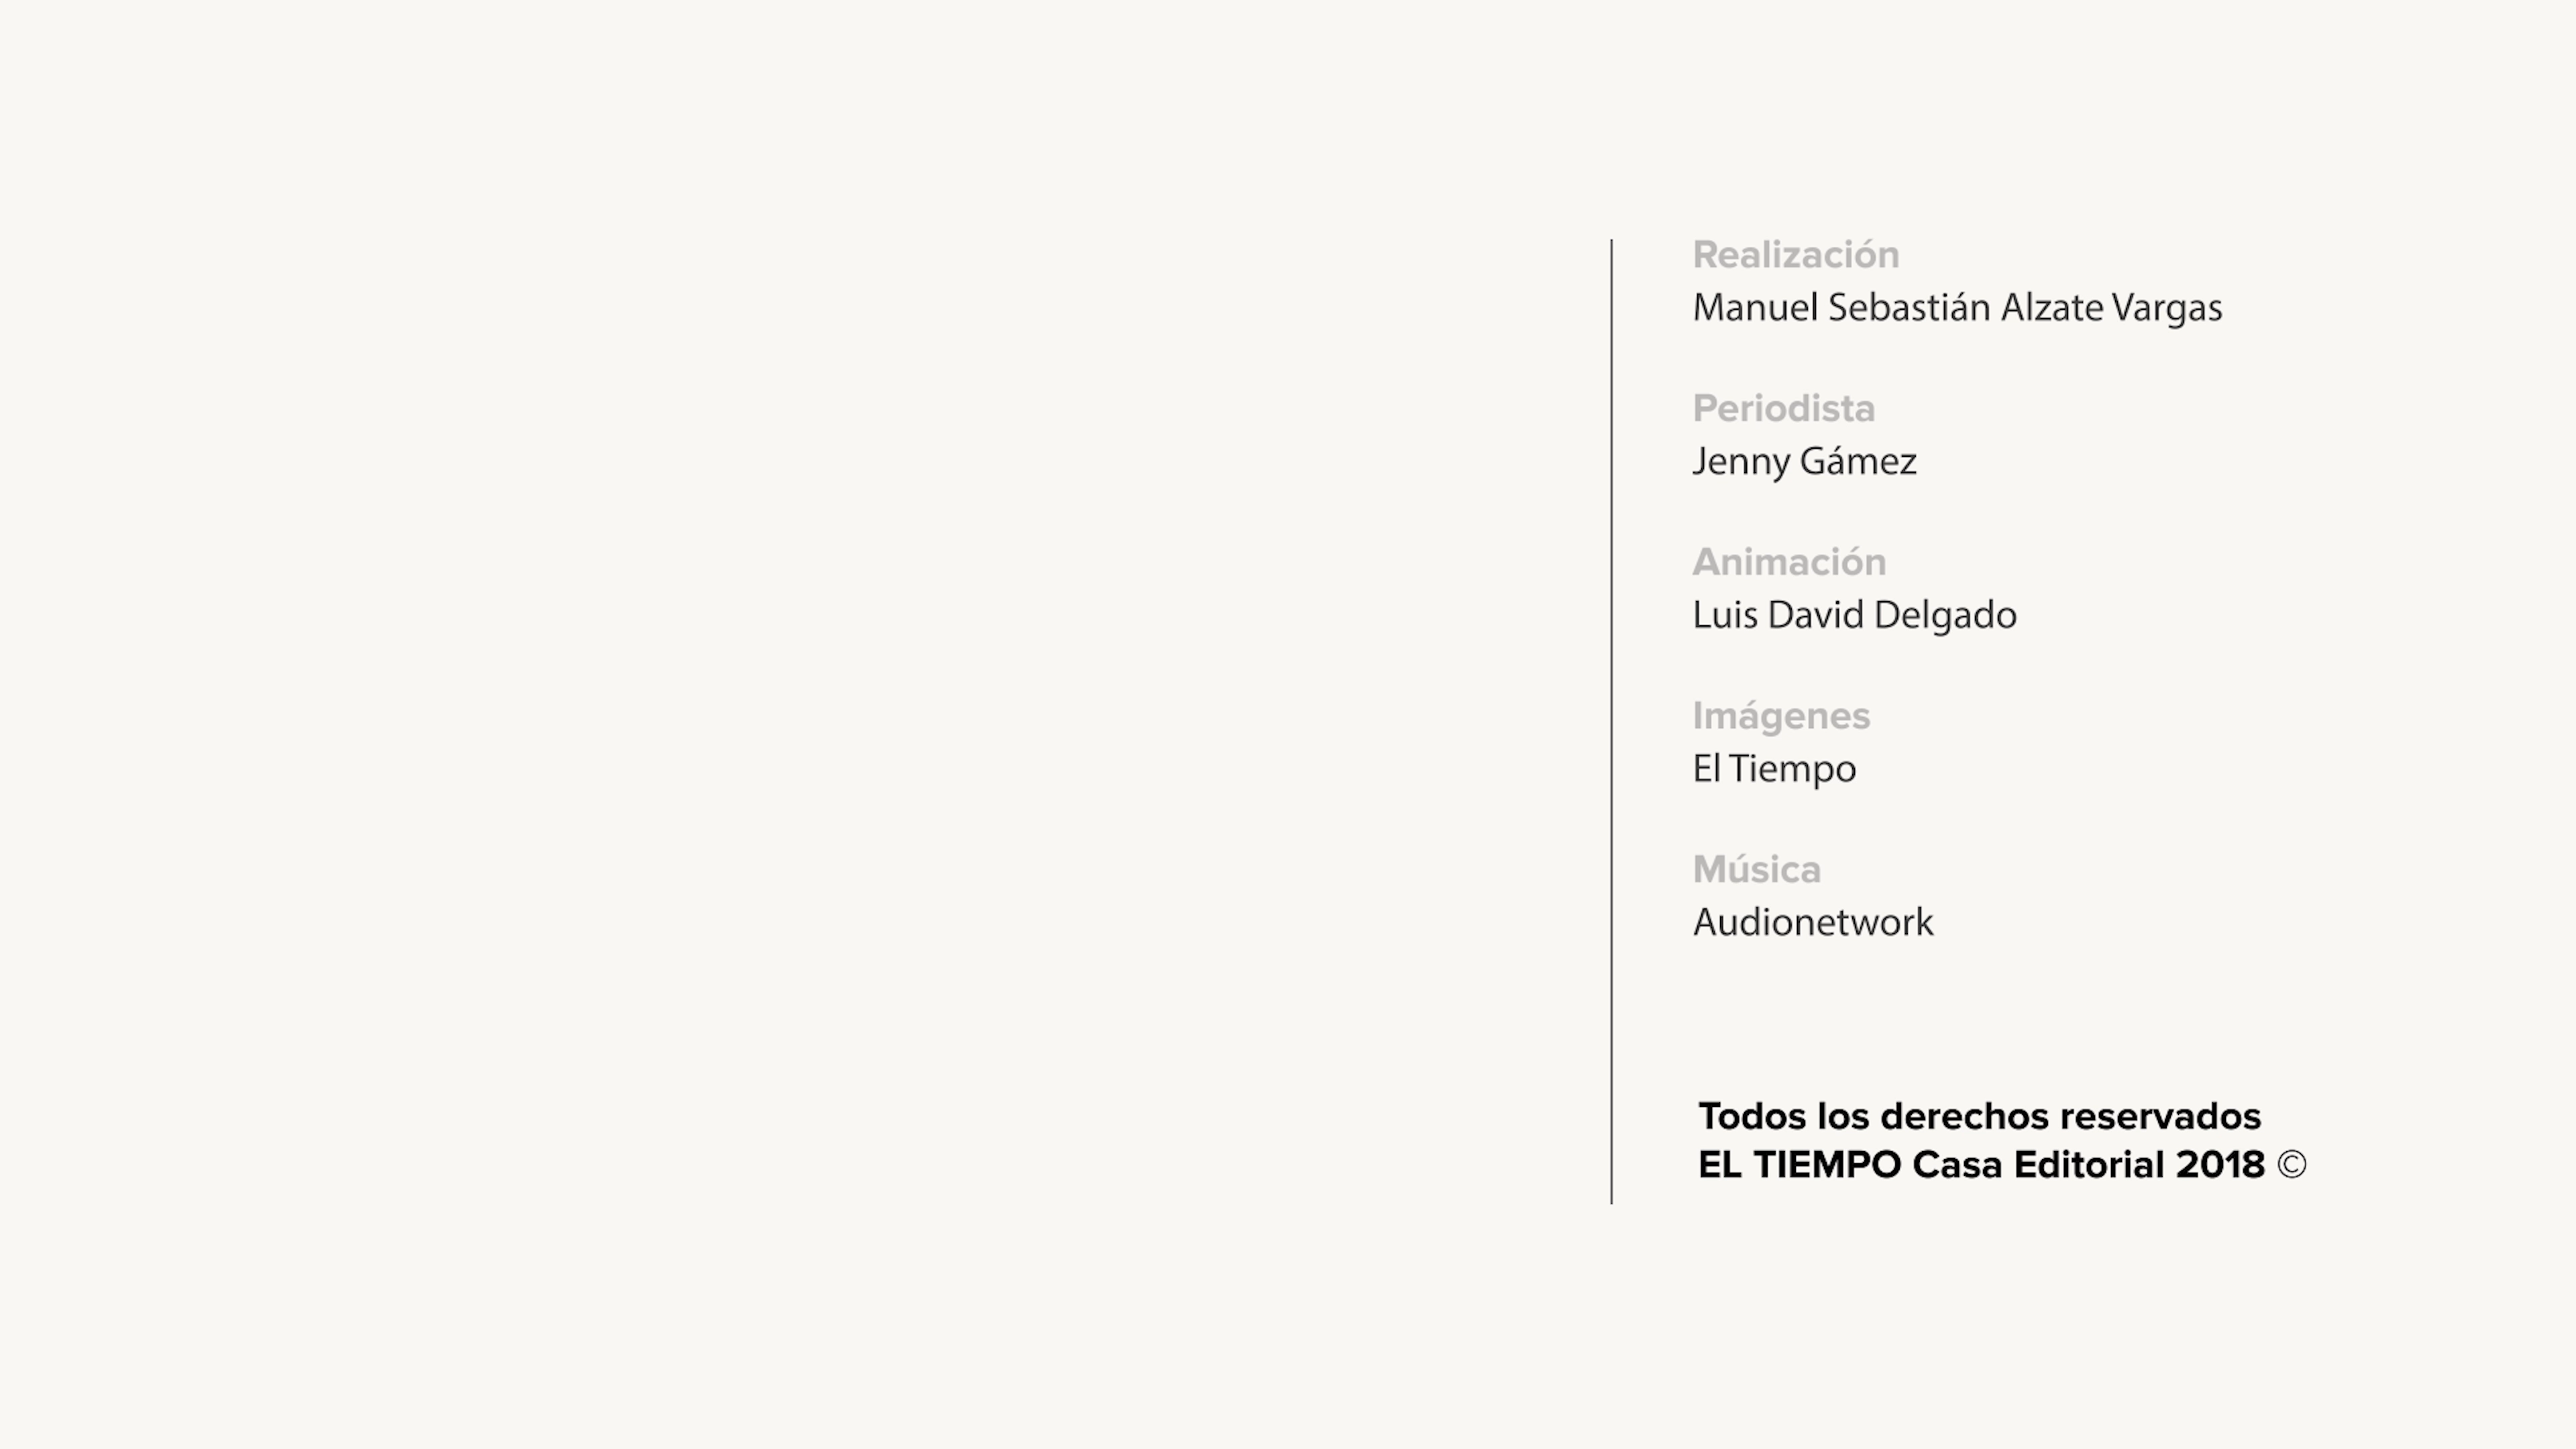 Realización
Manuel Sebastián Alzate Vargas
Periodista
Jenny Gámez
Animación
Luis David Delgado
Imágenes
El Tiempo
Música
Audionetwork
Todos los derechos reservados
EL TIEMPO Casa Editorial 2018 ©